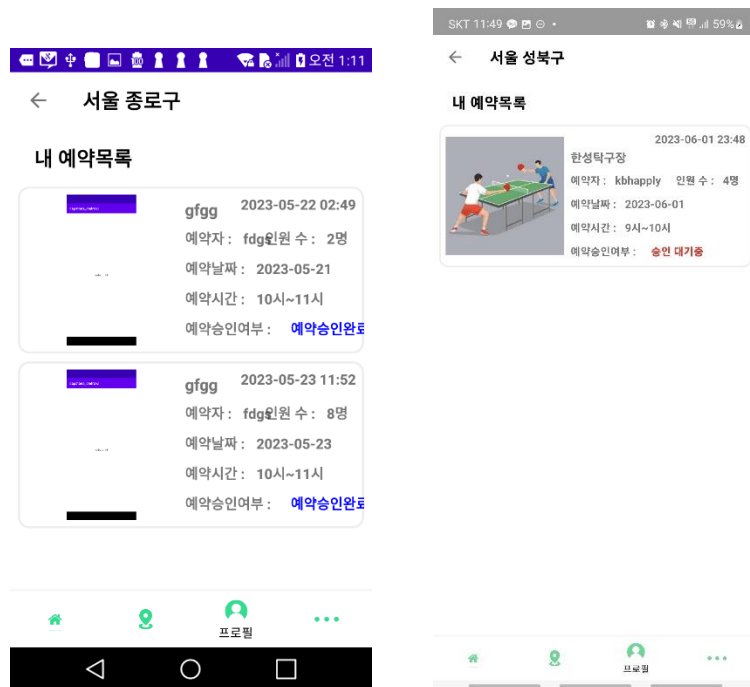 오전 1:11
서울 종로구
내 예약목록
gfgg 2023-05-22 02:49
예약자 : fdgs인원 수 : 2명
예약날짜 : 2023-05-21
예약시간 : 10시~11시
예약승인여부 : 예약승인완료
gfgg 2023-05-23 11:52
예약자 : fdgs인원 수 : 8명
예약날짜 : 2023-05-23
예약시간 : 10시~11시
예약승인여부 : 예약승인완료
프로필
SKT 11:49 59%
서울 성북구
내 예약목록
2023-06-01 23:48
한성탁구장
예약자 : kbhapply 인원 수 : 4명
예약날짜 : 2023-06-01
예약시간 : 9시~10시
예약승인여부 : 승인 대기중
프로필